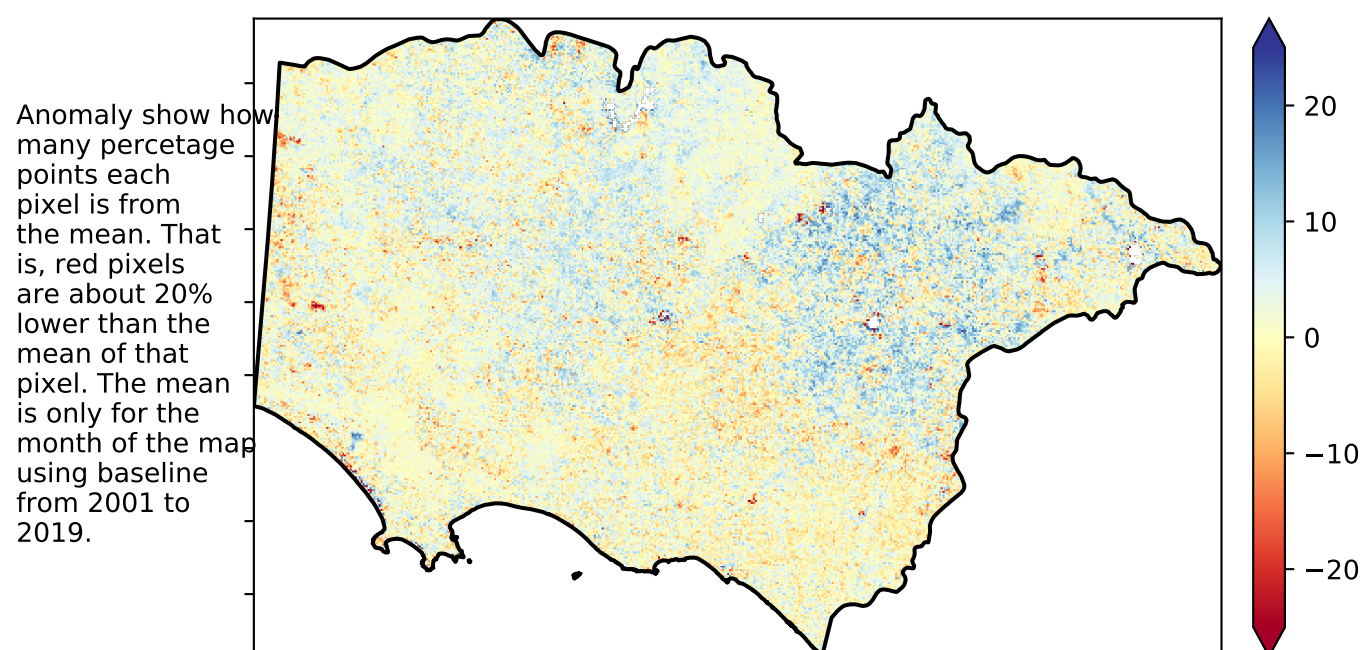 Anomaly show how
many percetage
points each
pixel is from
the mean. That
is, red pixels
are about 20%
lower than the
mean of that
pixel. The mean
is only for the
month of the map
using baseline
from 2001 to
2019.
20
10
0
−10
−20